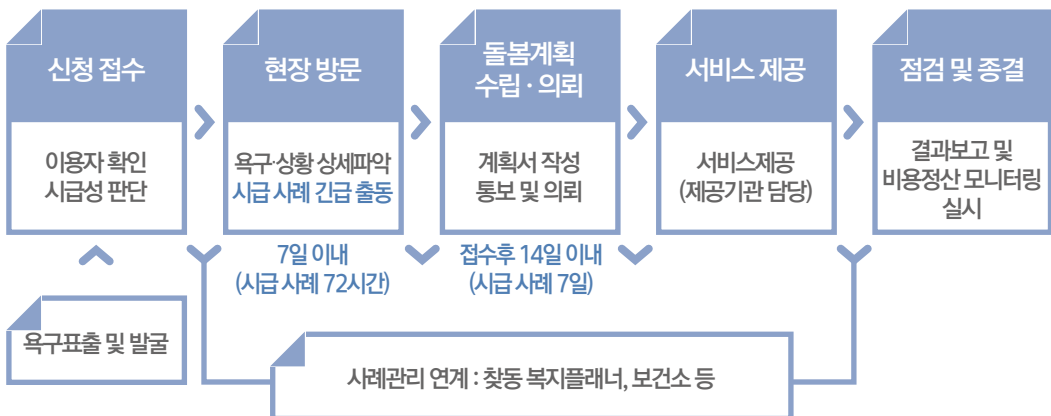 신청 접수
이용자 확인
시급성 판단
현장 방문
욕구·상황 상세파악
시급 사례 긴급 출동
돌봄계획
수립 · 의뢰
계획서 작성
통보 및 의뢰
서비스 제공
서비스제공
(제공기관 담당)
점검 및 종결
결과보고 및
비용정산 모니터링
실시
7일 이내
(시급 사례 72시간)
접수후 14일 이내
(시급 사례 7일)
욕구표출 및 발굴
사례관리 연계 : 찾동 복지플래너, 보건소 등